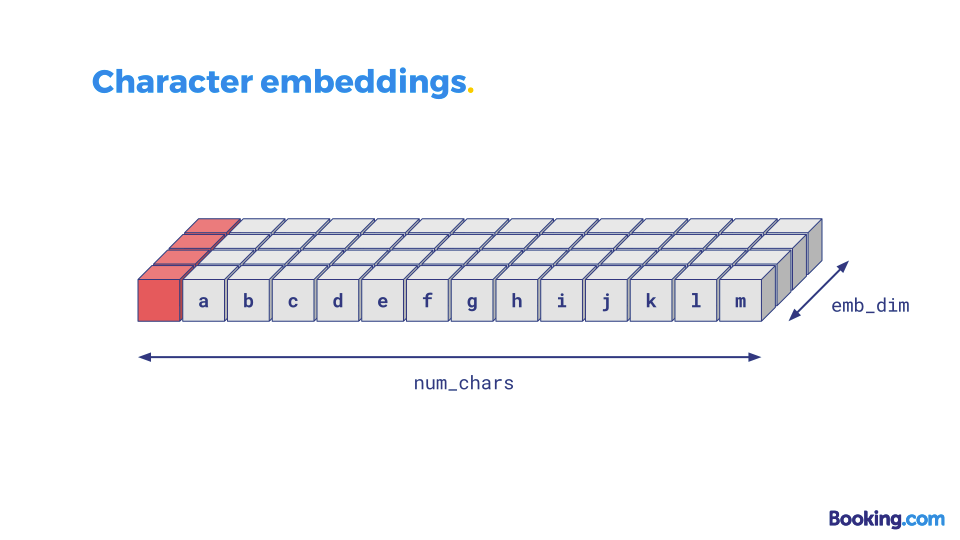 Character embeddings.
a b c d e f g h i j k l m
emb_dim
num_chars
Booking.com